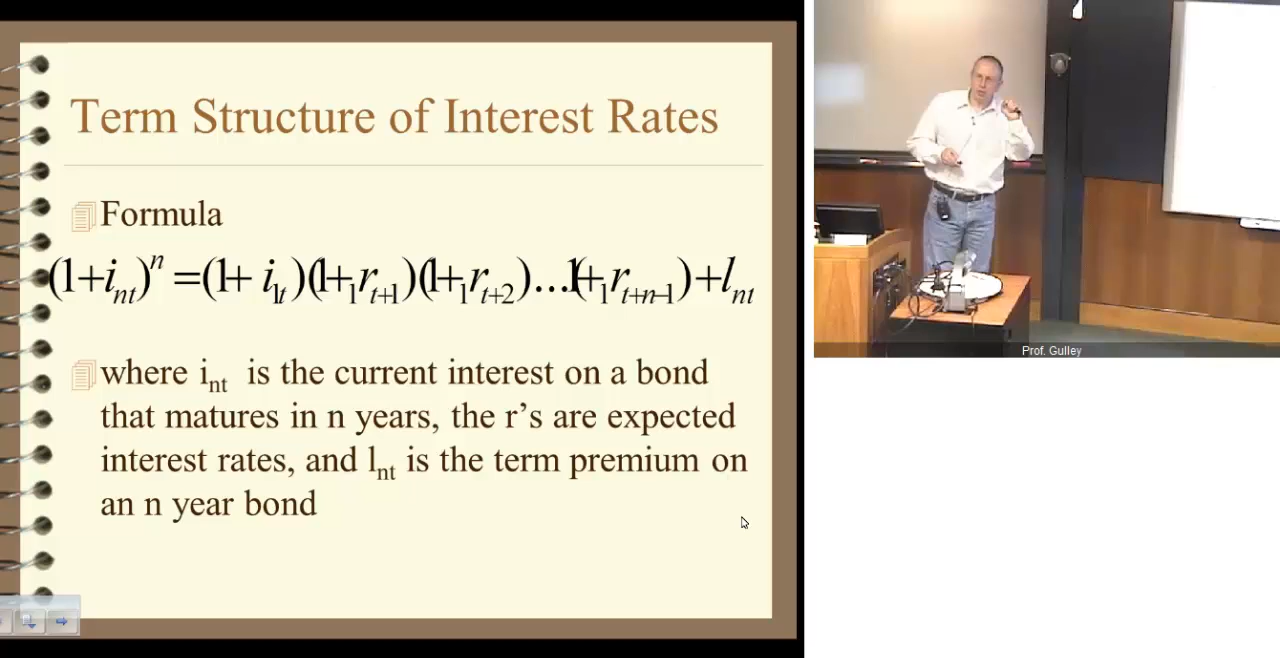 Term Structure of Interest Rates
Formula
(1+i_nt)^n =(1+ i_1t)(1+_1r_t+1)(1+_1r_t+2)...(1+_1r_t+n-1)+l_nt
where i_nt is the current interest on a bond
that matures in n years, the r's are expected
interest rates, and l_nt is the term premium on
an n year bond
Prof. Gulley